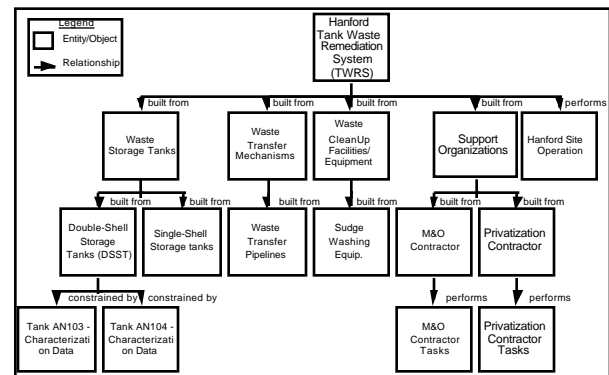 Legend
Entity/Object
Relationship
Hanford
Tank Waste
Remediation
System
(TWRS)
built from
built from
built from
built from
performs
Waste
Storage Tanks
Waste
Transfer
Mechanisms
Waste
CleanUp
Facilities/
Equipment
Support
Organizations
Hanford Site
Operation
built from
built from
built from
built from
built from
built from
Double-Shell
Storage
Tanks (DSST)
Single-Shell
Storage tanks
Waste
Transfer
Pipelines
Sudge
Washing
Equip.
M&O
Contractor
Privatization
Contractor
constrained by
constrained by
performs
performs
Tank AN103 -
Characterizati
on Data
Tank AN104 -
Characterizati
on Data
M&O
Contractor
Tasks
Privatization
Contractor
Tasks